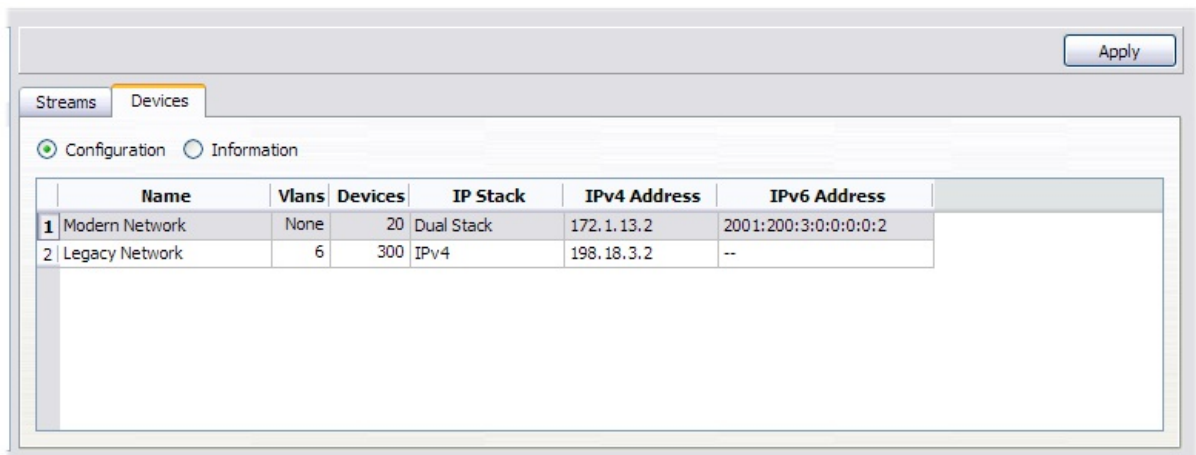 Apply
Streams Devices
Configuration Information
Name Vlans Devices IP Stack IPv4 Address IPv6 Address
1 Modern Network None 20 Dual Stack 172.1.13.2 2001:200:3:0:0:0:0:2
2 Legacy Network 6 300 IPv4 198.18.3.2 --